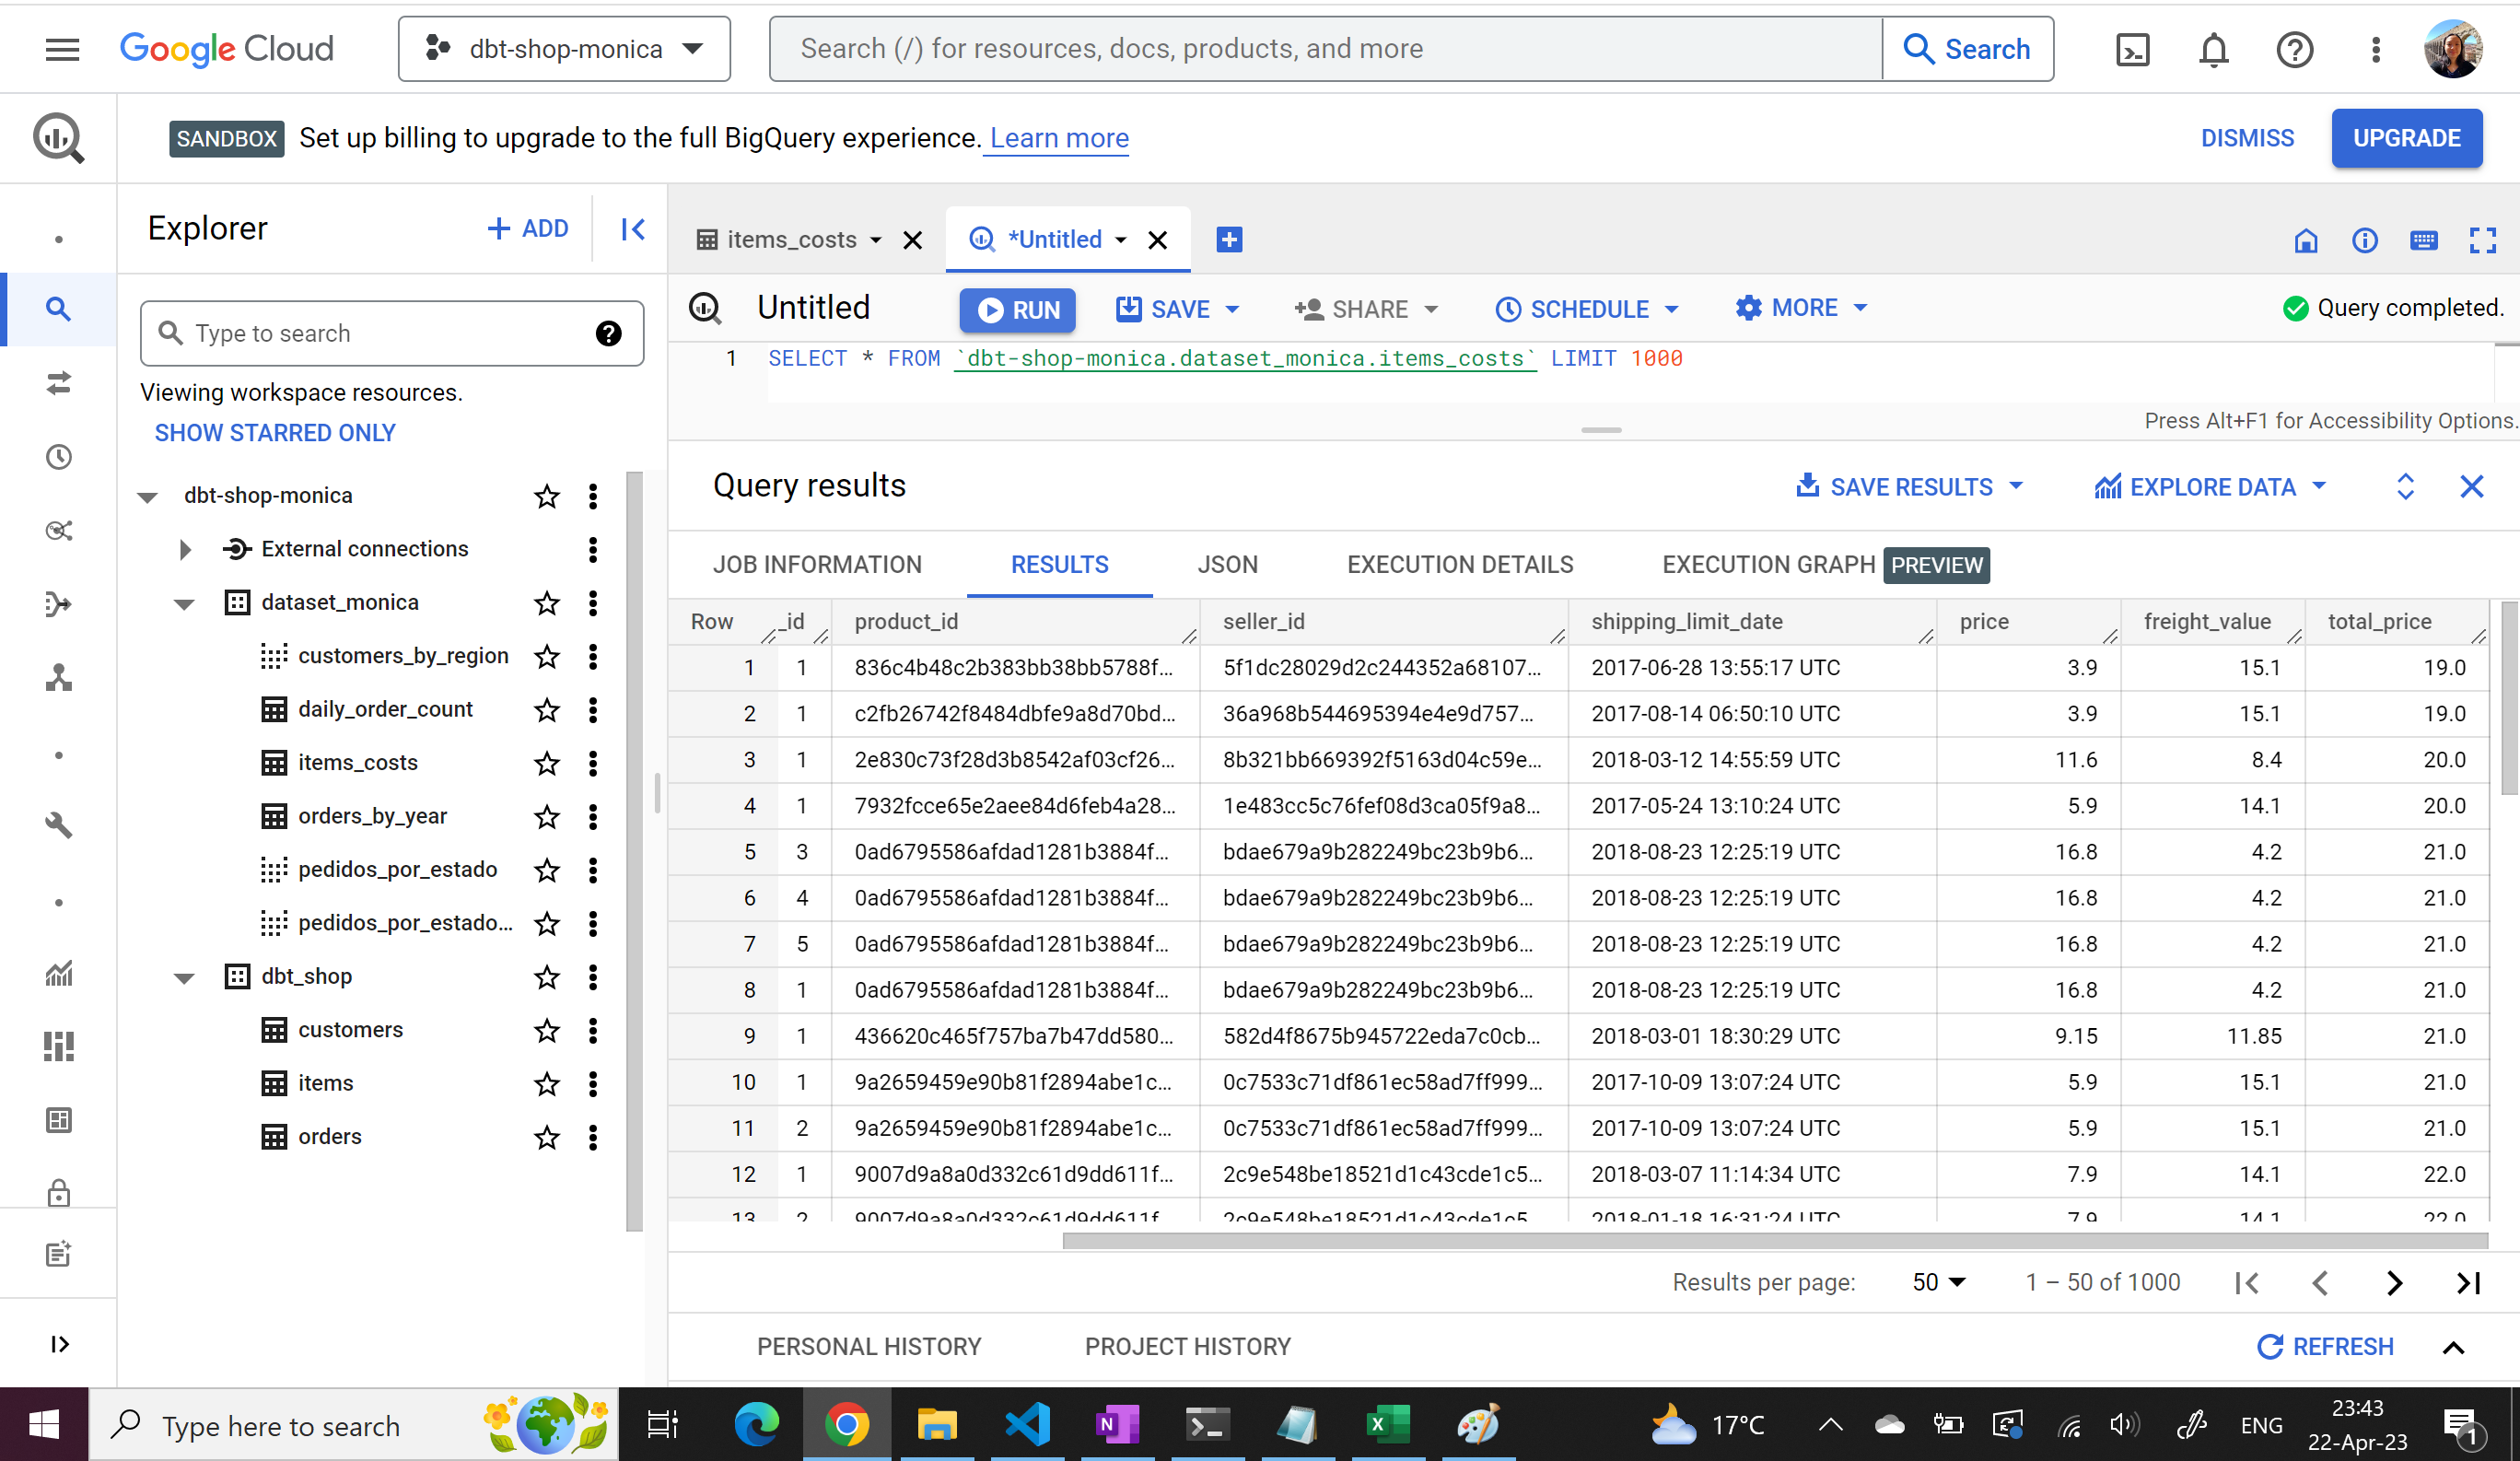 Google Cloud
dbt-shop-monica
Search (/) for resources, docs, products, and more
Search
SANDBOX Set up billing to upgrade to the full BigQuery experience. Learn more
DISMISS
UPGRADE
Explorer
+ ADD
items_costs
*Untitled
Untitled
RUN
SAVE
SHARE
SCHEDULE
MORE
Query completed.
Type to search
1 SELECT * FROM `dbt-shop-monica.dataset_monica.items_costs` LIMIT 1000
Press Alt+F1 for Accessibility Options.
Viewing workspace resources.
SHOW STARRED ONLY
dbt-shop-monica
External connections
dataset_monica
customers_by_region
daily_order_count
items_costs
orders_by_year
pedidos_por_estado
pedidos_por_estado...
dbt_shop
customers
items
orders
Query results
SAVE RESULTS
EXPLORE DATA
JOB INFORMATION RESULTS JSON EXECUTION DETAILS EXECUTION GRAPH PREVIEW
Row _id product_id seller_id shipping_limit_date price freight_value total_price
1 1 836c4b48c2b383bb38bb5788f... 5f1dc28029d2c244352a68107... 2017-06-28 13:55:17 UTC 3.9 15.1 19.0
2 1 c2fb26742f8484dbfe9a8d70bd... 36a968b544695394e4e9d757... 2017-08-14 06:50:10 UTC 3.9 15.1 19.0
3 1 2e830c73f28d3b8542af03cf26... 8b321bb669392f5163d04c59e... 2018-03-12 14:55:59 UTC 11.6 8.4 20.0
4 1 7932fcce65e2aee84d6feb4a28... 1e483cc5c76fef08d3ca05f9a8... 2017-05-24 13:10:24 UTC 5.9 14.1 20.0
5 3 0ad6795586afdad1281b3884f... bdae679a9b282249bc23b9b6... 2018-08-23 12:25:19 UTC 16.8 4.2 21.0
6 4 0ad6795586afdad1281b3884f... bdae679a9b282249bc23b9b6... 2018-08-23 12:25:19 UTC 16.8 4.2 21.0
7 5 0ad6795586afdad1281b3884f... bdae679a9b282249bc23b9b6... 2018-08-23 12:25:19 UTC 16.8 4.2 21.0
8 1 0ad6795586afdad1281b3884f... bdae679a9b282249bc23b9b6... 2018-08-23 12:25:19 UTC 16.8 4.2 21.0
9 1 436620c465f757ba7b47dd580... 582d4f8675b945722eda7c0cb... 2018-03-01 18:30:29 UTC 9.15 11.85 21.0
10 1 9a2659459e90b81f2894abe1c... 0c7533c71df861ec58ad7ff999... 2017-10-09 13:07:24 UTC 5.9 15.1 21.0
11 2 9a2659459e90b81f2894abe1c... 0c7533c71df861ec58ad7ff999... 2017-10-09 13:07:24 UTC 5.9 15.1 21.0
12 1 9007d9a8a0d332c61d9dd611f... 2c9e548be18521d1c43cde1c5... 2018-03-07 11:14:34 UTC 7.9 14.1 22.0
13 2 9007d9a8a0d332c61d9dd611f 2c9e548be18521d1c43cde1c5 2018-01-18 16:31:24 UTC 7.9 14.1 22.0
Results per page: 50 1 – 50 of 1000
PERSONAL HISTORY PROJECT HISTORY
REFRESH
Type here to search
17°C
ENG
23:43
22-Apr-23
1